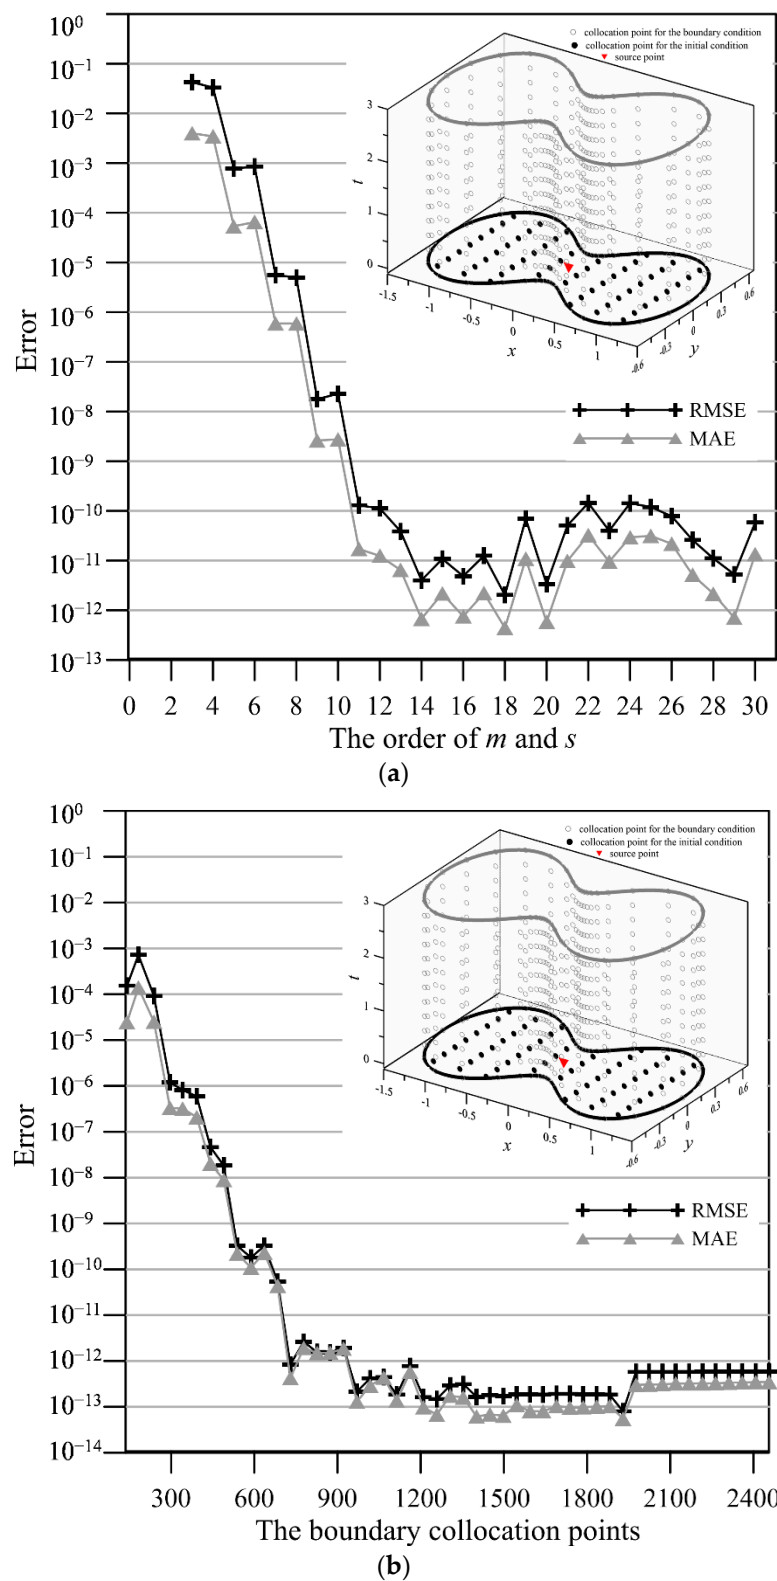 10⁰
10⁻¹
10⁻²
10⁻³
10⁻⁴
10⁻⁵
10⁻⁶
10⁻⁷
10⁻⁸
10⁻⁹
10⁻¹⁰
10⁻¹¹
10⁻¹²
10⁻¹³
Error
collocation point for the boundary condition
collocation point for the initial condition
source point
3
2
1
0
t
-1.5
-1
-0.5
0
0.5
1
x
-0.6
-0.3
0
0.3
0.6
y
RMSE
MAE
0 2 4 6 8 10 12 14 16 18 20 22 24 26 28 30
The order of m and s
(a)
10⁰
10⁻¹
10⁻²
10⁻³
10⁻⁴
10⁻⁵
10⁻⁶
10⁻⁷
10⁻⁸
10⁻⁹
10⁻¹⁰
10⁻¹¹
10⁻¹²
10⁻¹³
10⁻¹⁴
Error
collocation point for the boundary condition
collocation point for the initial condition
source point
3
2
1
0
t
-1.5
-1
-0.5
0
0.5
1
x
-0.6
-0.3
0
0.3
0.6
y
RMSE
MAE
300 600 900 1200 1500 1800 2100 2400
The boundary collocation points
(b)